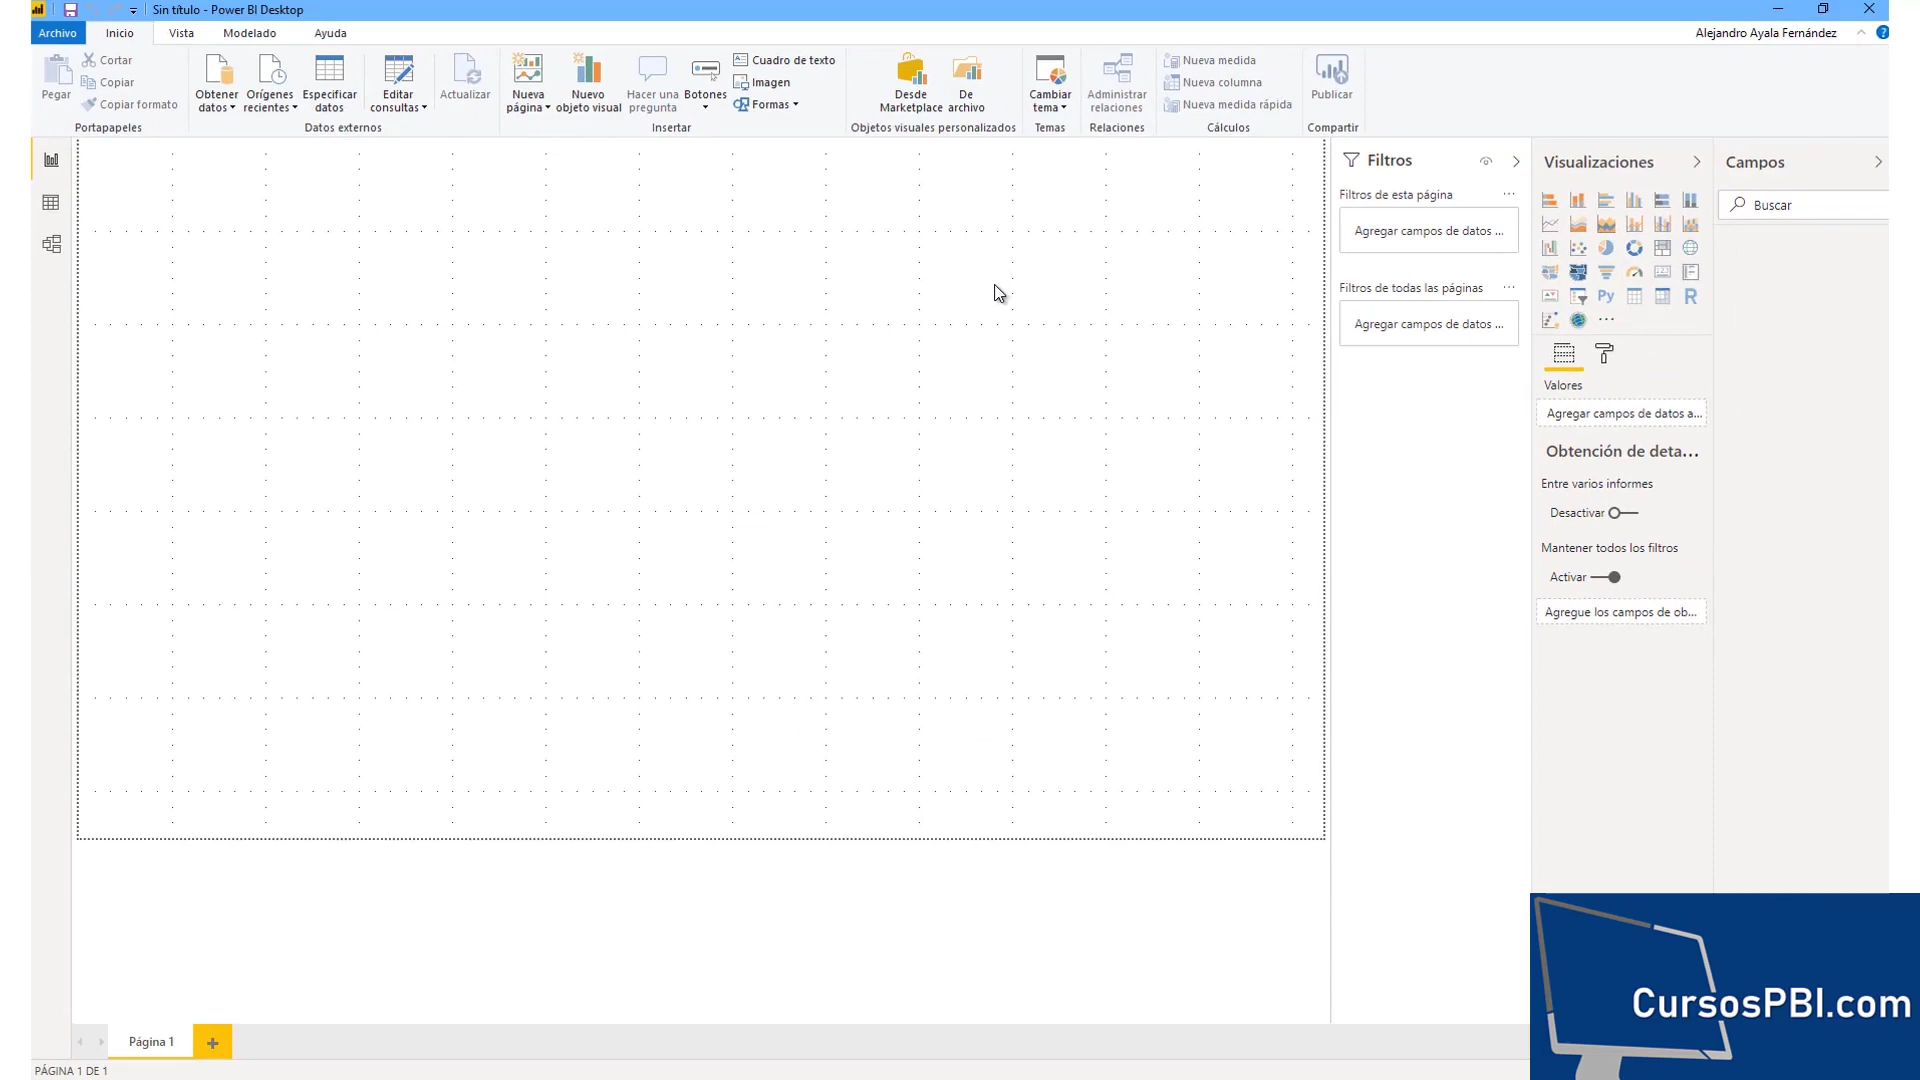 Sin título - Power BI Desktop
Archivo
Inicio
Vista
Modelado
Ayuda
Alejandro Ayala Fernández
Pegar
Cortar
Copiar
Copiar formato
Portapapeles
Obtener datos
Orígenes recientes
Especificar datos
Editar consultas
Actualizar
Datos externos
Nueva página
Nuevo objeto visual
Hacer una pregunta
Botones
Cuadro de texto
Imagen
Formas
Insertar
Desde Marketplace
De archivo
Objetos visuales personalizados
Cambiar tema
Temas
Administrar relaciones
Relaciones
Nueva medida
Nueva columna
Nueva medida rápida
Cálculos
Publicar
Compartir
Filtros
Filtros de esta página
...
Agregar campos de datos ...
Filtros de todas las páginas
...
Agregar campos de datos ...
Visualizaciones
Py
R
...
Valores
Agregar campos de datos a...
Obtención de deta...
Entre varios informes
Desactivar
Mantener todos los filtros
Activar
Agregue los campos de ob...
Campos
Buscar
Página 1
PÁGINA 1 DE 1
CursosPBI.com